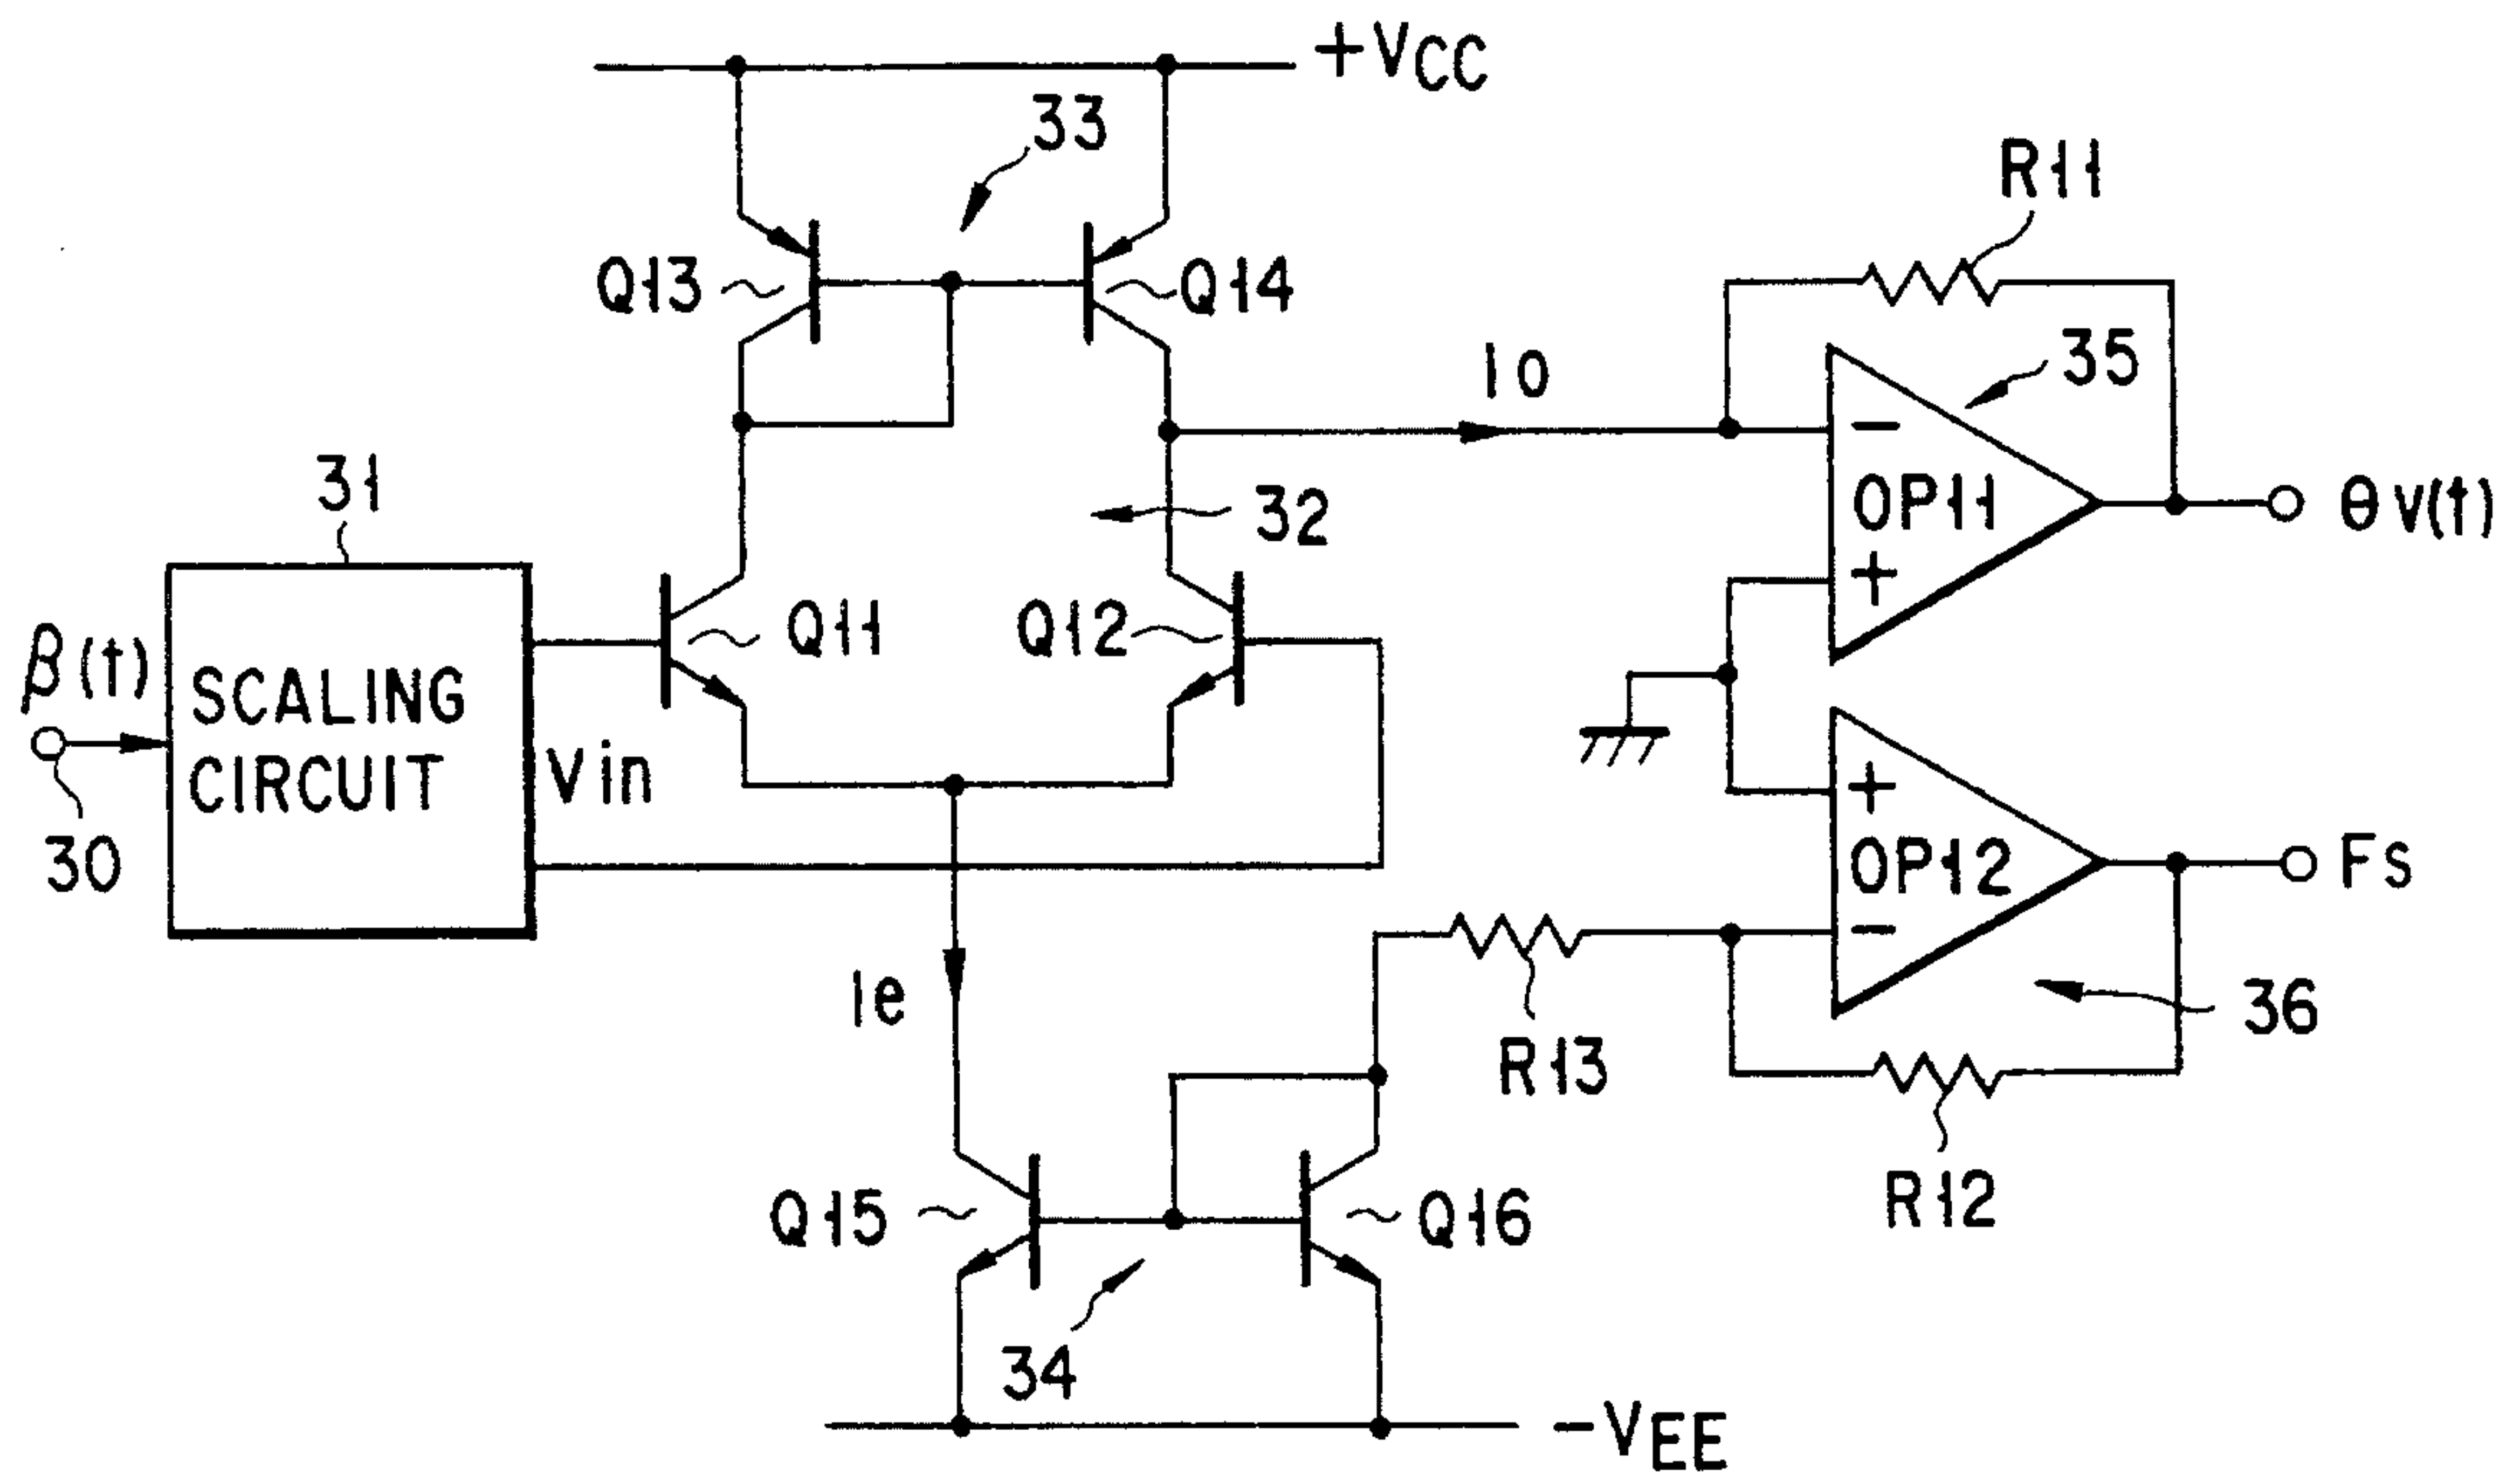 +VCC
33
R11
Q13
Q14
Io
35
31
32
OP11
−
+
θv(t)
Q11
Q12
β(t)
SCALING
CIRCUIT
Vin
30
+
OP12
−
Fs
Ie
R13
36
Q15
Q16
R12
34
−VEE